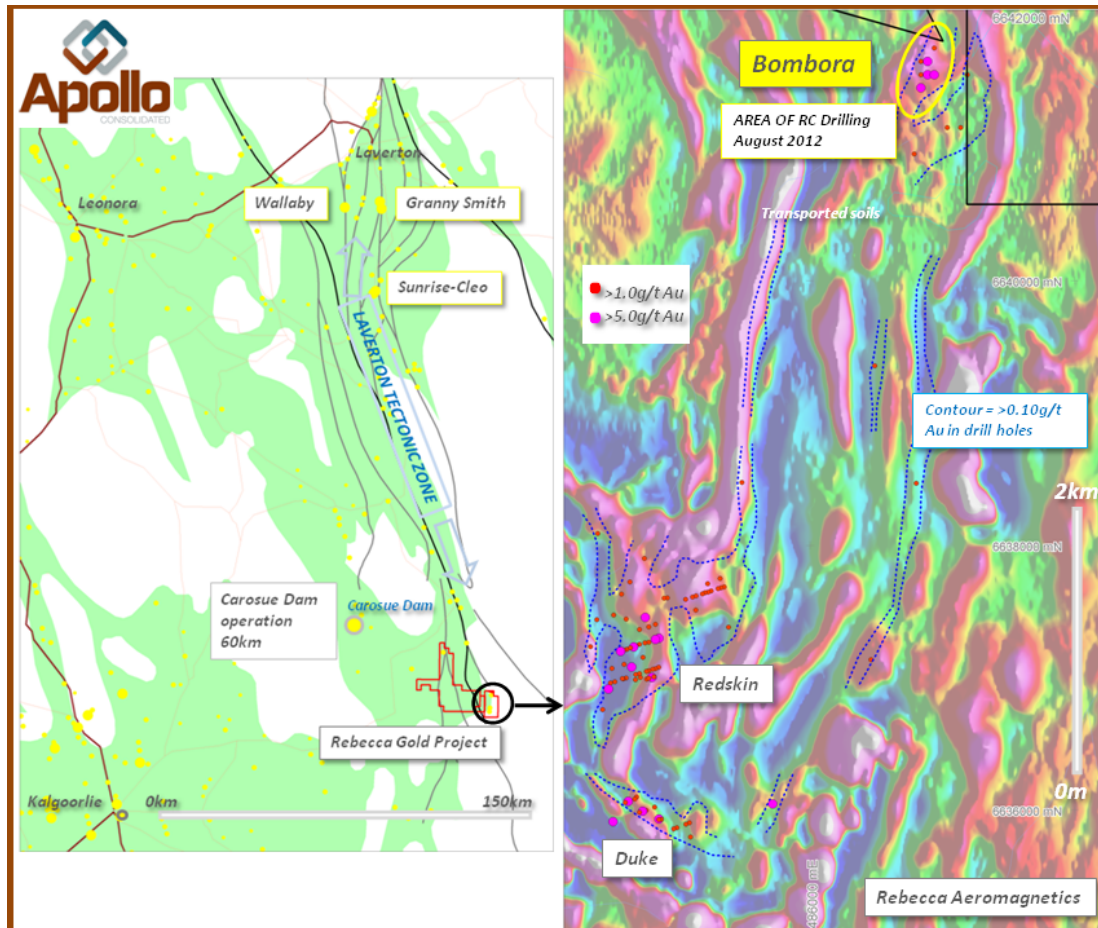 Apollo
CONSOLIDATED
Laverton
Leonora
Wallaby
Granny Smith
Sunrise-Cleo
LAVERTON TECTONIC ZONE
Carosue Dam
operation
60km
Carosue Dam
Rebecca Gold Project
Kalgoorlie
0km
150km
6642000 mN
Bombora
AREA OF RC Drilling
August 2012
Transported soils
6640000 mN
>1.0g/t Au
>5.0g/t Au
Contour = >0.10g/t
Au in drill holes
2km
6638000 mN
Redskin
0m
6636000 mN
Duke
Rebecca Aeromagnetics